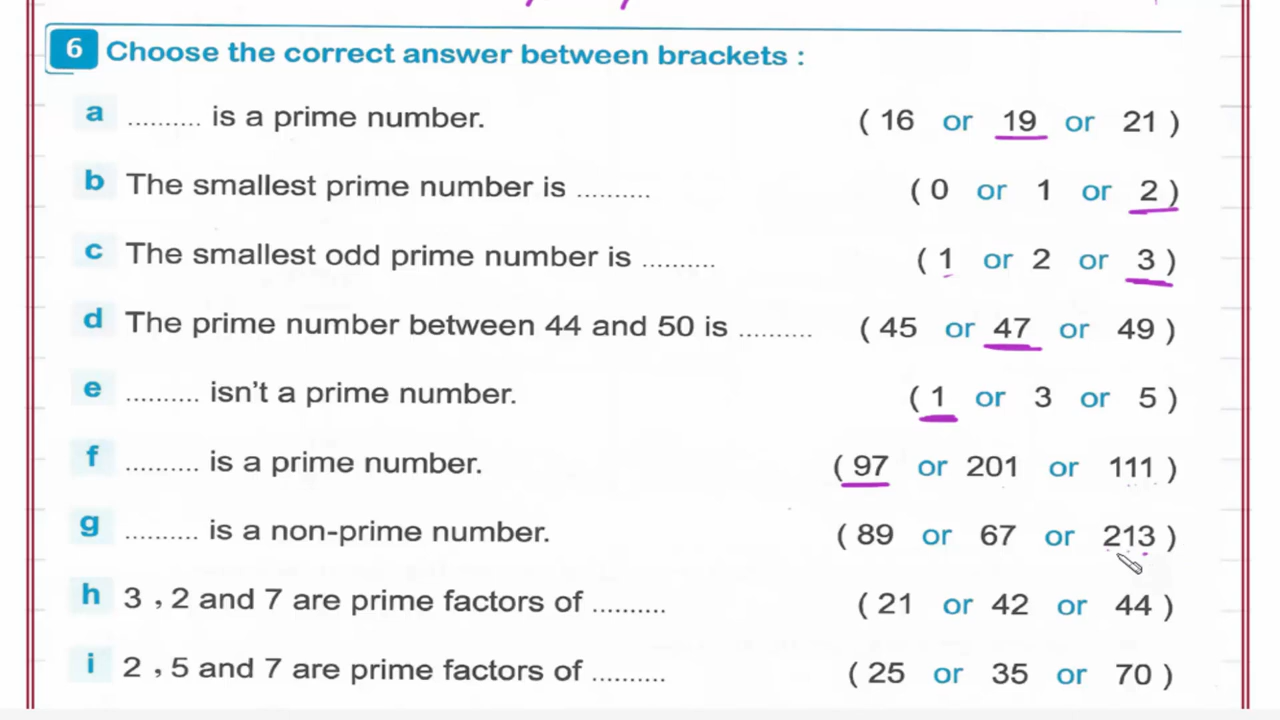 6 Choose the correct answer between brackets :
a .......... is a prime number. ( 16 or 19 or 21 )
b The smallest prime number is .......... ( 0 or 1 or 2 )
c The smallest odd prime number is .......... ( 1 or 2 or 3 )
d The prime number between 44 and 50 is .......... ( 45 or 47 or 49 )
e .......... isn't a prime number. ( 1 or 3 or 5 )
f .......... is a prime number. ( 97 or 201 or 111 )
g .......... is a non-prime number. ( 89 or 67 or 213 )
h 3 , 2 and 7 are prime factors of .......... ( 21 or 42 or 44 )
i 2 , 5 and 7 are prime factors of .......... ( 25 or 35 or 70 )